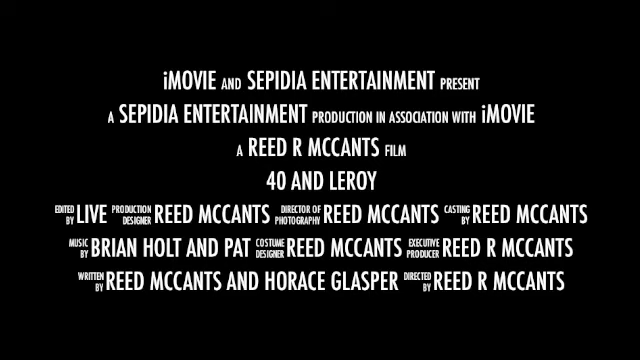 iMOVIE AND SEPIDIA ENTERTAINMENT PRESENT
A SEPIDIA ENTERTAINMENT PRODUCTION IN ASSOCIATION WITH iMOVIE
A REED R MCCANTS FILM
40 AND LEROY
EDITED BY LIVE PRODUCTION DESIGNER REED MCCANTS DIRECTOR OF PHOTOGRAPHY REED MCCANTS CASTING BY REED MCCANTS
MUSIC BY BRIAN HOLT AND PAT COSTUME DESIGNER REED MCCANTS EXECUTIVE PRODUCER REED R MCCANTS
WRITTEN BY REED MCCANTS AND HORACE GLASPER DIRECTED BY REED R MCCANTS